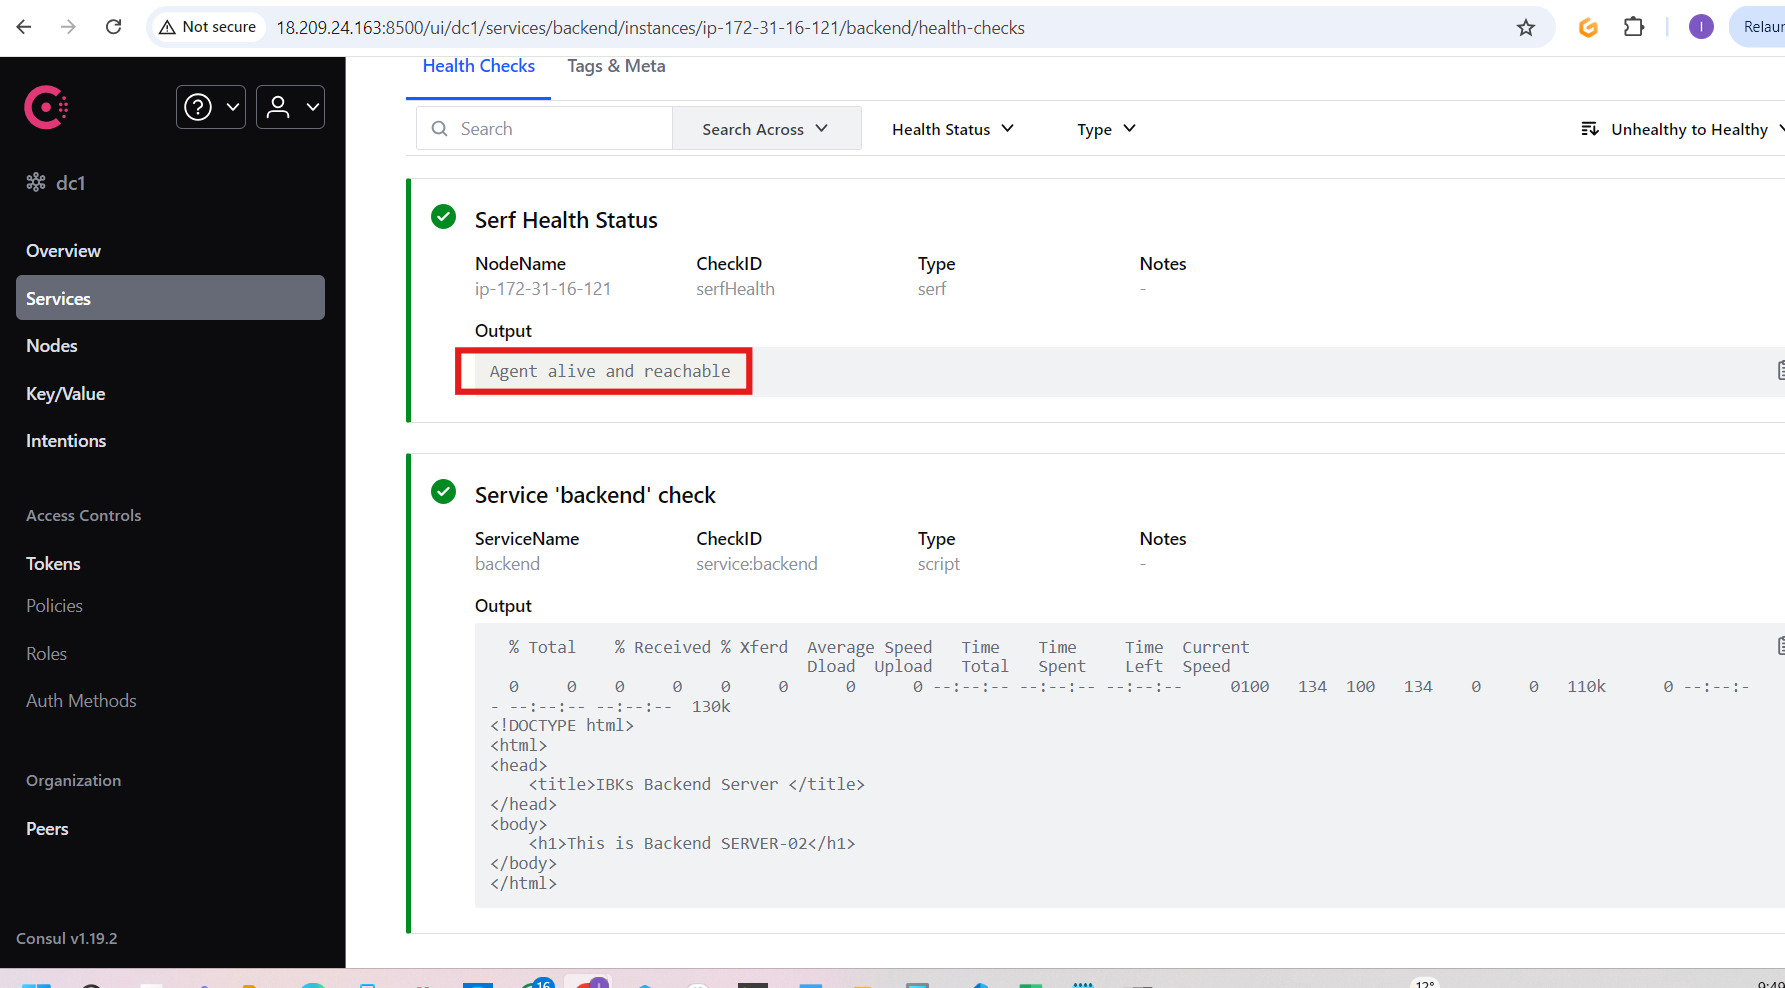 Not secure
18.209.24.163:8500/ui/dc1/services/backend/instances/ip-172-31-16-121/backend/health-checks
I
Health Checks
Tags & Meta
Search
Search Across
Health Status
Type
Unhealthy to Healthy
dc1
Overview
Services
Nodes
Key/Value
Intentions
Access Controls
Tokens
Policies
Roles
Auth Methods
Organization
Peers
Consul v1.19.2
Serf Health Status
NodeName CheckID Type Notes
ip-172-31-16-121 serfHealth serf -
Output
Agent alive and reachable
Service 'backend' check
ServiceName CheckID Type Notes
backend service:backend script -
Output
% Total % Received % Xferd Average Speed Time Time Time Current
Dload Upload Total Spent Left Speed
0 0 0 0 0 0 0 0 --:--:-- --:--:-- --:--:-- 0100 134 100 134 0 0 110k 0 --:--:-
- --:--:-- --:--:-- 130k
<!DOCTYPE html>
<html>
<head>
<title>IBKs Backend Server </title>
</head>
<body>
<h1>This is Backend SERVER-02</h1>
</body>
</html>
16
12°